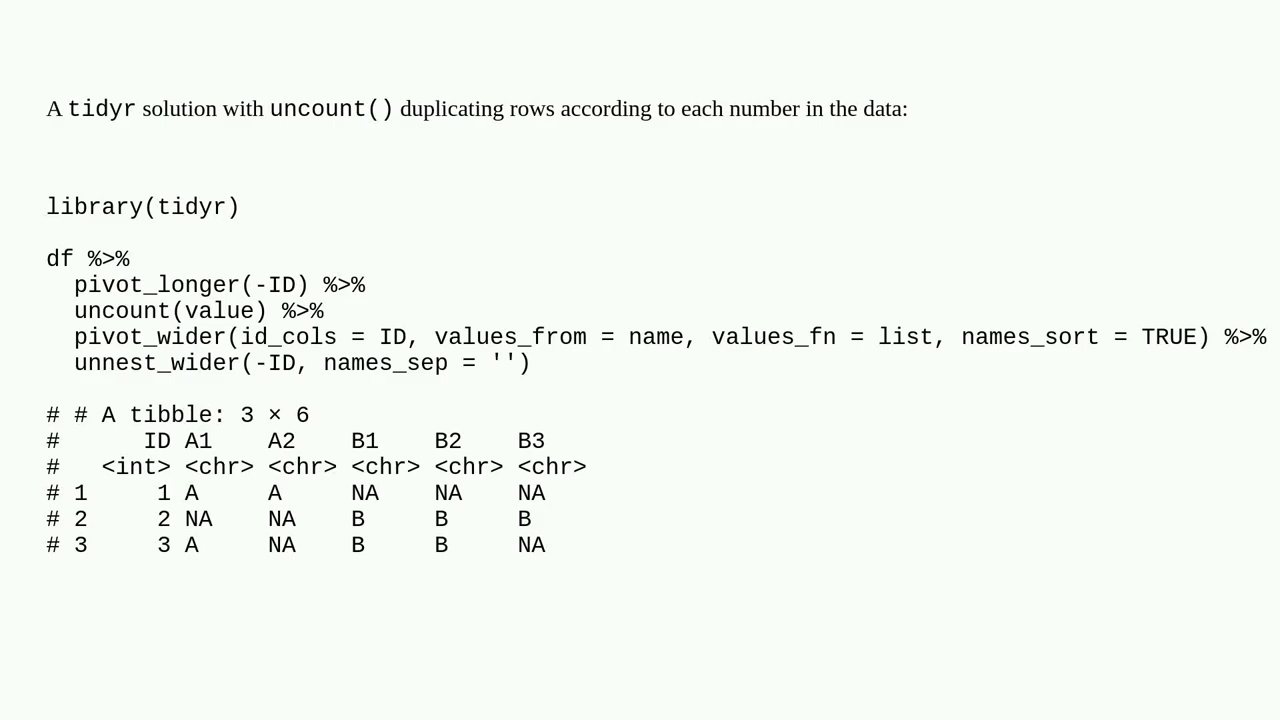 A tidyr solution with uncount() duplicating rows according to each number in the data:
library(tidyr)
df %>%
  pivot_longer(-ID) %>%
  uncount(value) %>%
  pivot_wider(id_cols = ID, values_from = name, values_fn = list, names_sort = TRUE) %>%
  unnest_wider(-ID, names_sep = '')
# # A tibble: 3 × 6
#      ID A1    A2    B1    B2    B3
#   <int> <chr> <chr> <chr> <chr> <chr>
# 1     1 A     A     NA    NA    NA
# 2     2 NA    NA    B     B     B
# 3     3 A     NA    B     B     NA